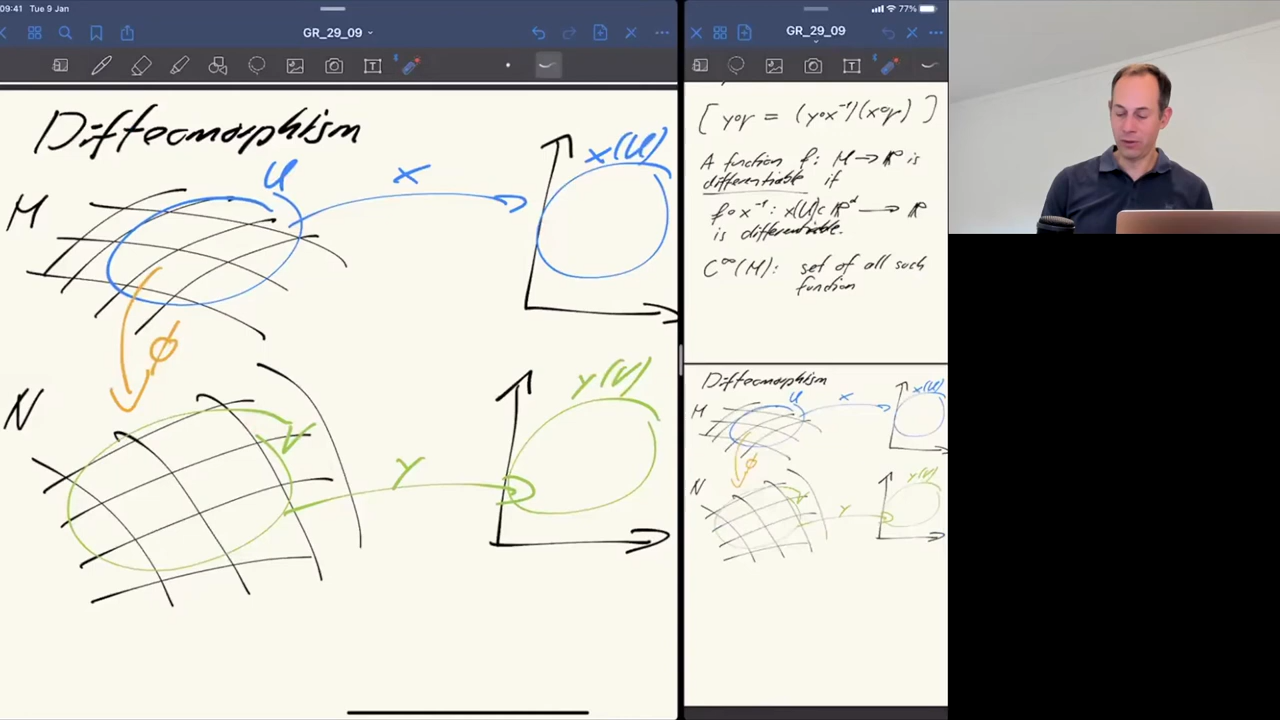 09:41 Tue 9 Jan
GR_29_09
Diffeomorphism
M
U
x
x(U)
ϕ
N
V
y
y(V)
77%
GR_29_09
[ y∘γ = (y∘x⁻¹)(x∘γ) ]
A function f: M → ℝ is
differentiable if
f∘x⁻¹: x(U)⊂ ℝᵈ → ℝ
is differentiable.
C^∞(M): set of all such
function
Diffeomorphism
M
U
x
x(U)
ϕ
N
V
y
y(V)